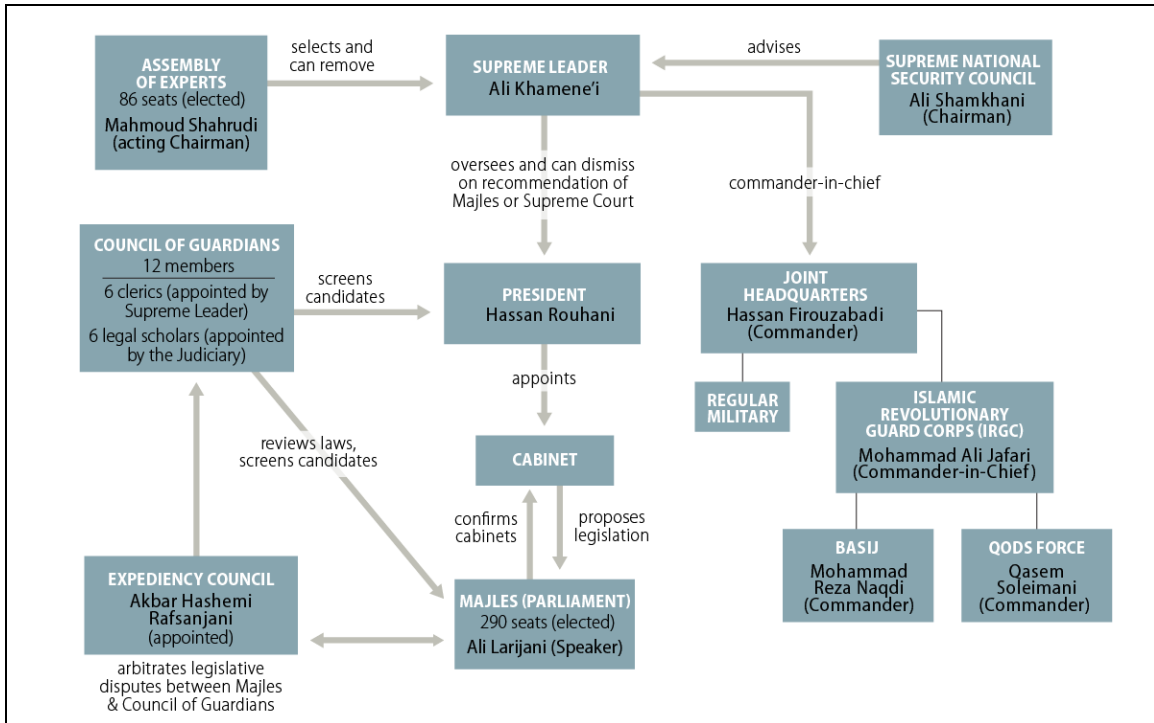 ASSEMBLY
OF EXPERTS
86 seats (elected)
Mahmoud Shahrudi
(acting Chairman)
selects and
can remove
SUPREME LEADER
Ali Khamene'i
advises
SUPREME NATIONAL
SECURITY COUNCIL
Ali Shamkhani
(Chairman)
oversees and can dismiss
on recommendation of
Majles or Supreme Court
commander-in-chief
COUNCIL OF GUARDIANS
12 members
6 clerics (appointed by
Supreme Leader)
6 legal scholars (appointed
by the Judiciary)
screens
candidates
PRESIDENT
Hassan Rouhani
JOINT
HEADQUARTERS
Hassan Firouzabadi
(Commander)
appoints
REGULAR
MILITARY
ISLAMIC
REVOLUTIONARY
GUARD CORPS (IRGC)
Mohammad Ali Jafari
(Commander-in-Chief)
reviews laws,
screens candidates
CABINET
confirms
cabinets
proposes
legislation
BASIJ
Mohammad
Reza Naqdi
(Commander)
QODS FORCE
Qasem
Soleimani
(Commander)
EXPEDIENCY COUNCIL
Akbar Hashemi
Rafsanjani
(appointed)
MAJLES (PARLIAMENT)
290 seats (elected)
Ali Larijani (Speaker)
arbitrates legislative
disputes between Majles
& Council of Guardians